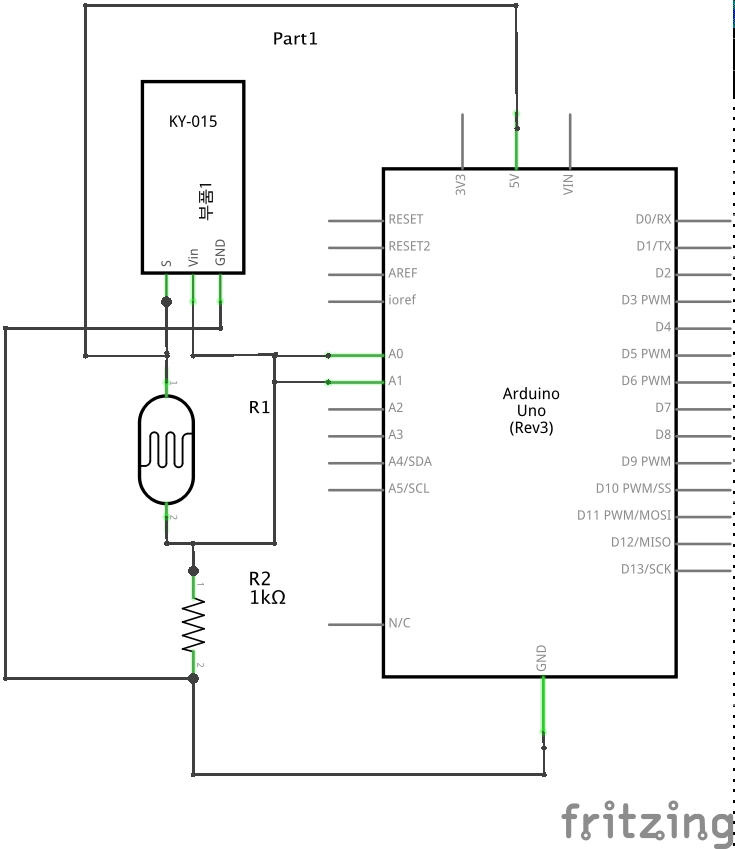 Part1
KY-015
부품1
S
Vin
GND
3V3
5V
VIN
RESET
RESET2
AREF
ioref
A0
A1
A2
A3
A4/SDA
A5/SCL
N/C
D0/RX
D1/TX
D2
D3 PWM
D4
D5 PWM
D6 PWM
D7
D8
D9 PWM
D10 PWM/SS
D11 PWM/MOSI
D12/MISO
D13/SCK
GND
Arduino
Uno
(Rev3)
1
R1
2
1
R2
1kΩ
2
fritzing